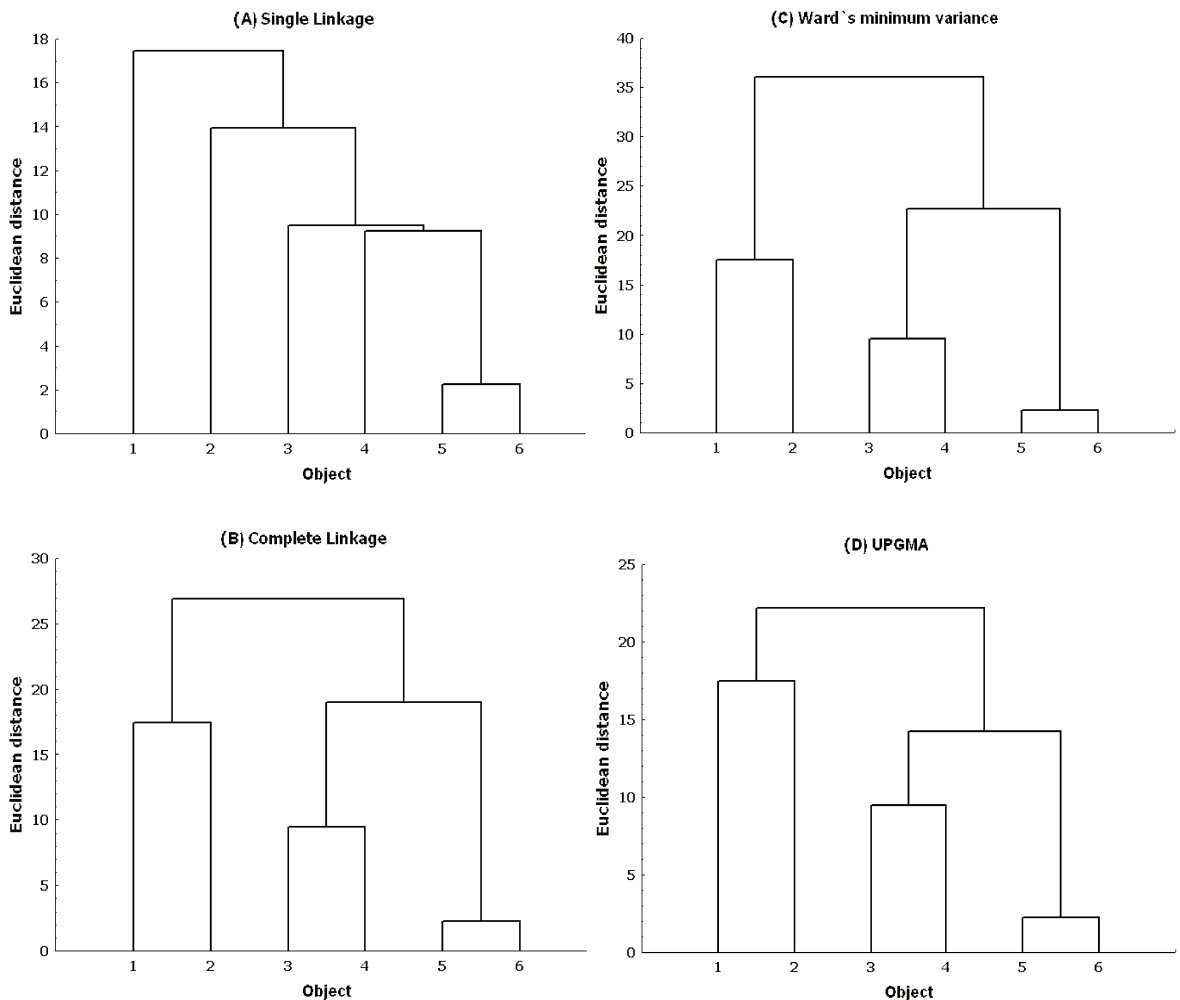 (A) Single Linkage
18
16
14
12
10
8
6
4
2
0
Euclidean distance
1 2 3 4 5 6
Object
(C) Ward`s minimum variance
40
35
30
25
20
15
10
5
0
Euclidean distance
1 2 3 4 5 6
Object
(B) Complete Linkage
30
25
20
15
10
5
0
Euclidean distance
1 2 3 4 5 6
Object
(D) UPGMA
25
20
15
10
5
0
Euclidean distance
1 2 3 4 5 6
Object